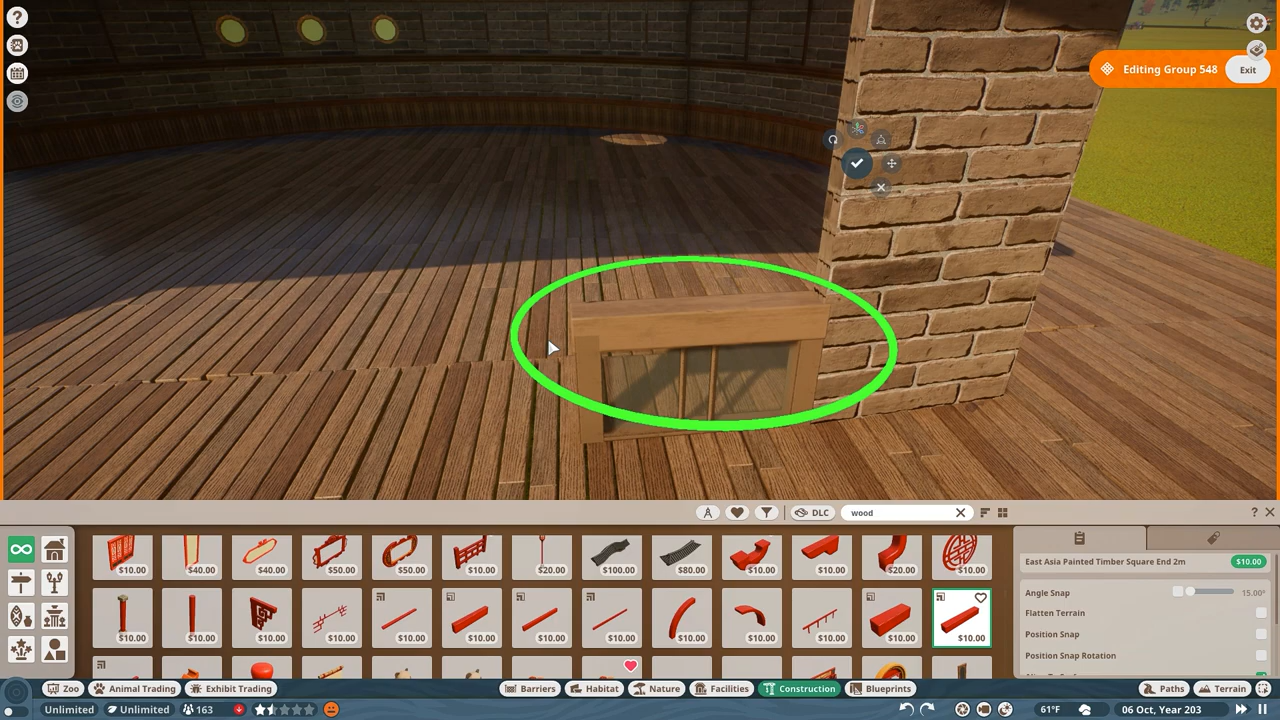 ?
Editing Group 548
Exit
DLC
wood
?
$10.00
$40.00
$40.00
$50.00
$50.00
$10.00
$100.00
$80.00
$10.00
$10.00
$20.00
$10.00
East Asia Painted Timber Square End 2m
$10.00
Angle Snap
15.00°
Flatten Terrain
Position Snap
Position Snap Rotation
$10.00
$10.00
$10.00
$10.00
$10.00
$10.00
$10.00
$10.00
$10.00
$10.00
$10.00
$10.00
$10.00
Zoo
Animal Trading
Exhibit Trading
Barriers
Habitat
Nature
Facilities
Construction
Blueprints
Paths
Terrain
Unlimited
Unlimited
163
61°F
06 Oct, Year 203